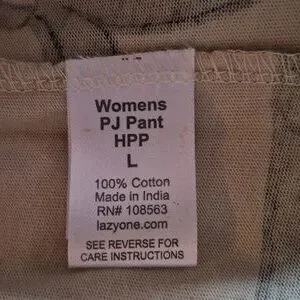 Womens
PJ Pant
HPP
L
100% Cotton
Made in India
RN# 108563
lazyone.com
SEE REVERSE FOR
CARE INSTRUCTIONS